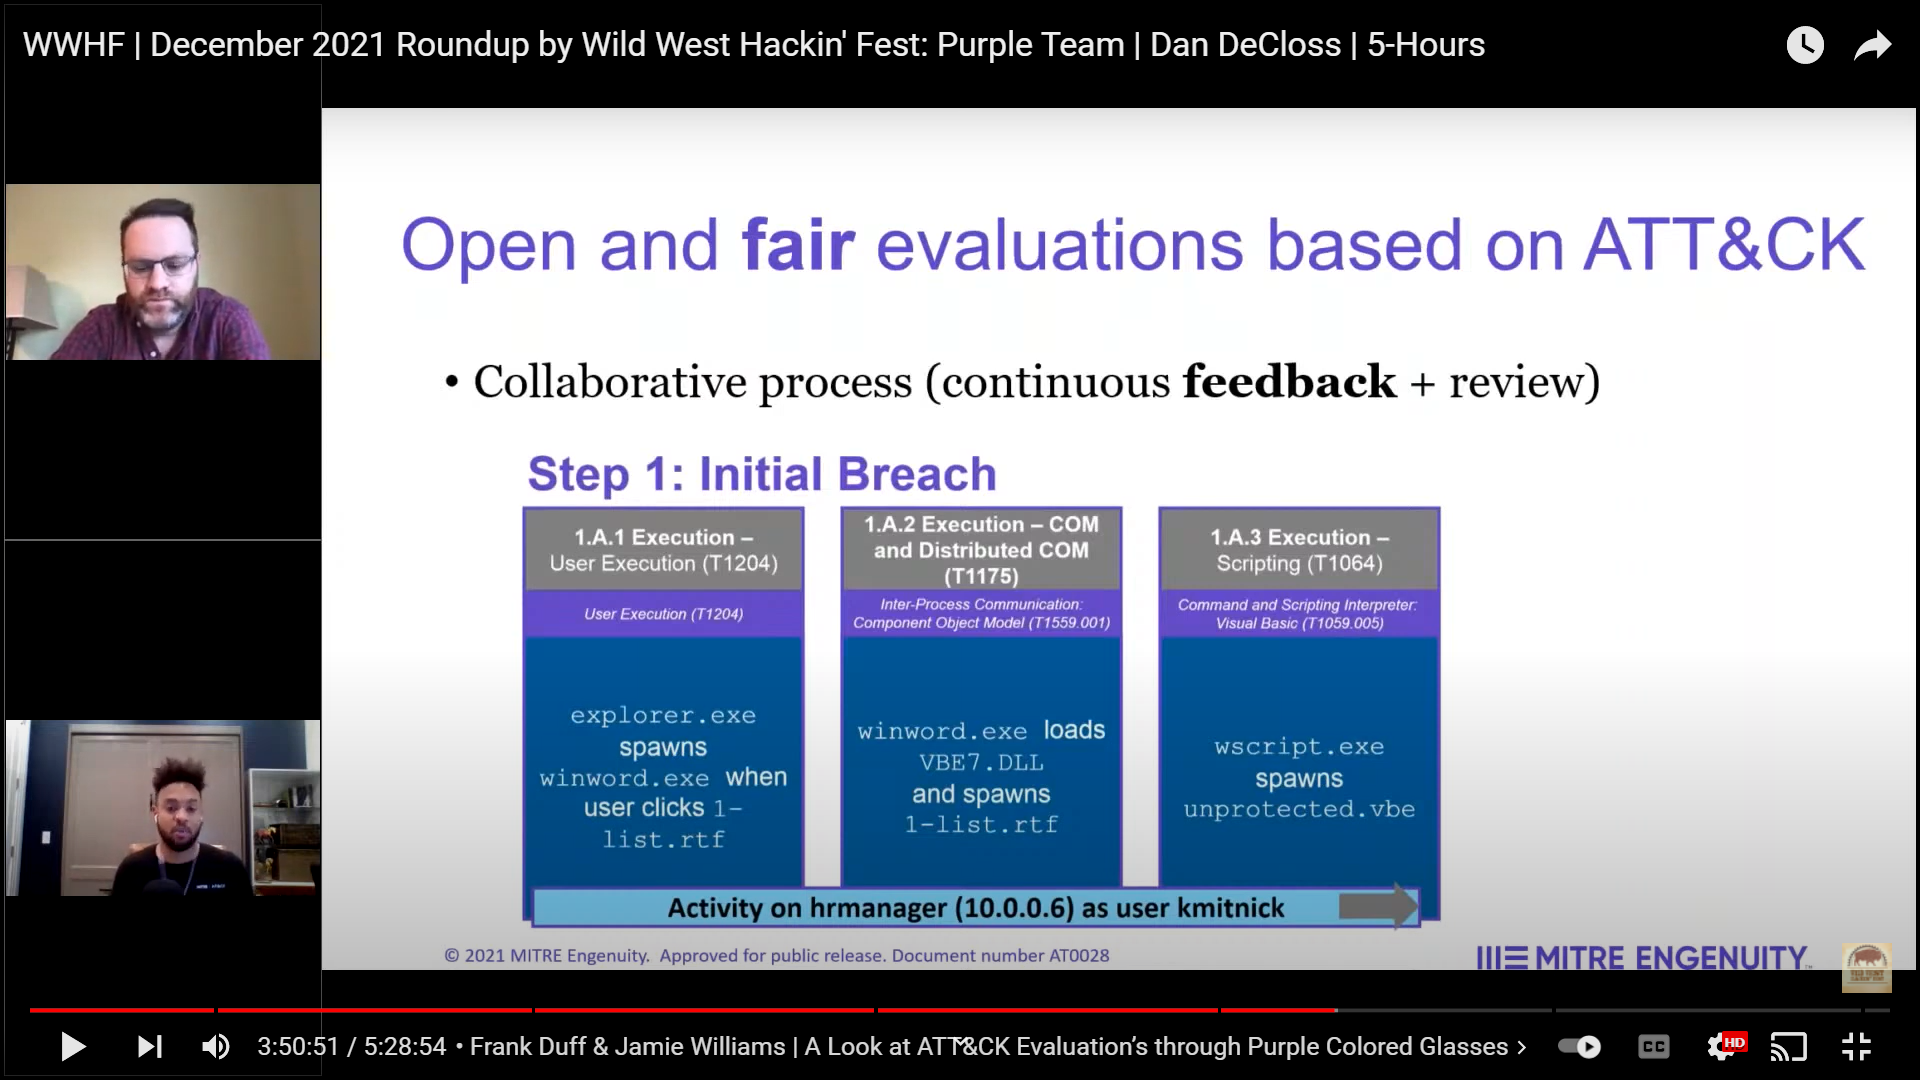 WWHF | December 2021 Roundup by Wild West Hackin' Fest: Purple Team | Dan DeCloss | 5-Hours
Open and fair evaluations based on ATT&CK
• Collaborative process (continuous feedback + review)
Step 1: Initial Breach
1.A.1 Execution –
User Execution (T1204)
User Execution (T1204)
explorer.exe
spawns
winword.exe when
user clicks 1-
list.rtf
1.A.2 Execution – COM
and Distributed COM
(T1175)
Inter-Process Communication:
Component Object Model (T1559.001)
winword.exe loads
VBE7.DLL
and spawns
1-list.rtf
1.A.3 Execution –
Scripting (T1064)
Command and Scripting Interpreter:
Visual Basic (T1059.005)
wscript.exe
spawns
unprotected.vbe
Activity on hrmanager (10.0.0.6) as user kmitnick
© 2021 MITRE Engenuity. Approved for public release. Document number AT0028
MITRE ENGENUITY
3:50:51 / 5:28:54 • Frank Duff & Jamie Williams | A Look at ATT&CK Evaluation's through Purple Colored Glasses
CC
HD